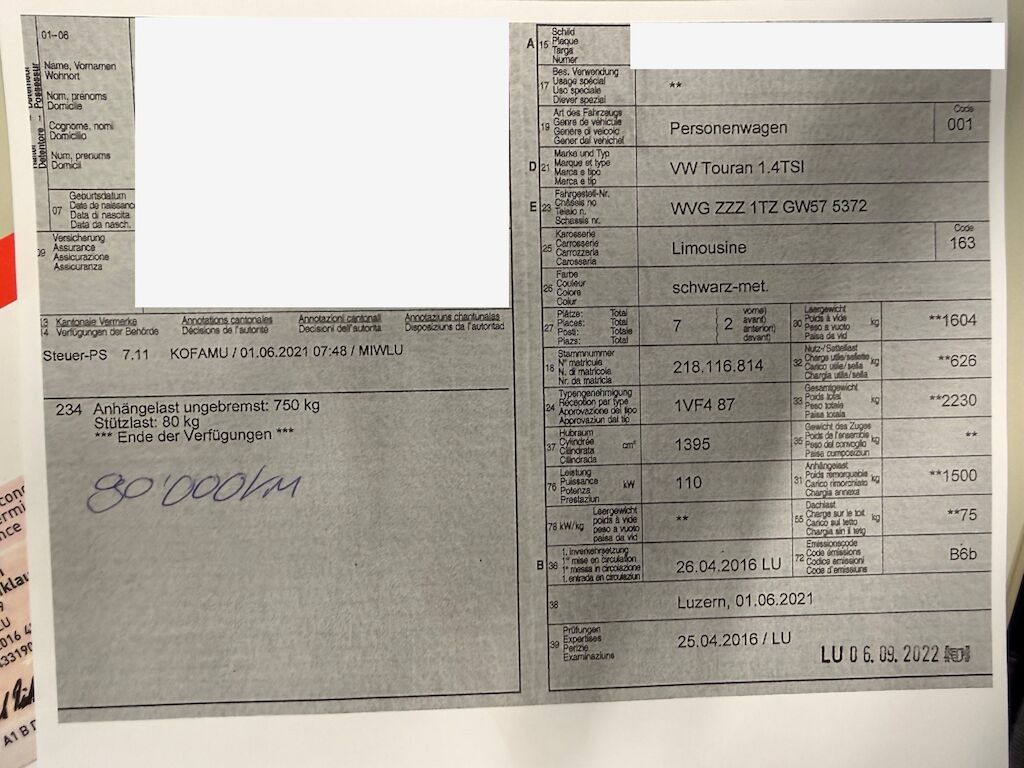 01-06
Name, Vornamen
Wohnort
Nom, prénoms
Domicile
Cognome, nomi
Domicilio
Num, prenums
Domicil
07
Geburtsdatum
Date de naissance
Data di nascita
Data da nasch.
09
Versicherung
Assurance
Assicurazione
Assicuranza
13 Kantonale Vermerke Annotations cantonales Annotazioni cantonali Annotaziuns chantunalas
14 Verfügungen der Behörde Décisions de l'autorité Decisioni dell'autorità Disposiziuns da l'autoritad
Steuer-PS 7.11 KOFAMU / 01.06.2021 07:48 / MIWLU
234 Anhängelast ungebremst: 750 kg
Stützlast: 80 kg
*** Ende der Verfügungen ***
80'000KM
A 15
Schild
Plaque
Targa
Numer
17
Bes. Verwendung
Usage spécial
Uso speciale
Diever spezial
**
19
Art des Fahrzeugs
Genre de véhicule
Genere di veicolo
Gener dal vehichel
Personenwagen
Code
001
D 21
Marke und Typ
Marque et type
Marca e tipo
Marca e tip
VW Touran 1.4TSI
E 23
Fahrgestell-Nr.
Châssis no
Telaio n.
Schassis nr.
WVG ZZZ 1TZ GW57 5372
25
Karosserie
Carrosserie
Carrozzeria
Carossaria
Limousine
Code
163
26
Farbe
Couleur
Colore
Colur
schwarz-met.
27
Plätze: Total
Places: Total
Posti: Totale
Plazs: Total
7
2
vorne)
avant)
anteriori)
davant)
30
Leergewicht
Poids à vide
Peso a vuoto
Paisa da vid
kg
**1604
18
Stammnummer
N° matricule
N. di matricola
Nr. da matricla
218.116.814
32
Nutz-/Sattellast
Charge utile/sellette
Carico utile/sella
Chargia utile/sella
kg
**626
24
Typengenehmigung
Réception par type
Approvazione del tipo
Approvaziun dal tip
1VF4 87
33
Gesamtgewicht
Poids total
Peso totale
Paisa totala
kg
**2230
37
Hubraum
Cylindrée
Cilindrata
Cilindrada
cm³
1395
35
Gewicht des Zuges
Poids de l'ensemble
Peso del convoglio
Paisa cumposiziun
kg
**
76
Leistung
Puissance
Potenza
Prestaziun
kW
110
31
Anhängelast
Poids remorquable
Carico rimorchiato
Chargia annexa
kg
**1500
78 kW/kg
Leergewicht
poids à vide
peso a vuoto
paisa da vid
**
55
Dachlast
Charge sur le toit
Carico sul tetto
Chargia sin il tetg
kg
**75
B 36
1. Inverkehrsetzung
1re mise en circulation
1a messa in circolazione
1. entrada en circulaziun
26.04.2016 LU
72
Emissionscode
Code émissions
Codice emissioni
Code d'emissiuns
B6b
38
Luzern, 01.06.2021
39
Prüfungen
Expertises
Perizie
Examinaziuns
25.04.2016 / LU
LU 0 6. 09. 2022
A1 B